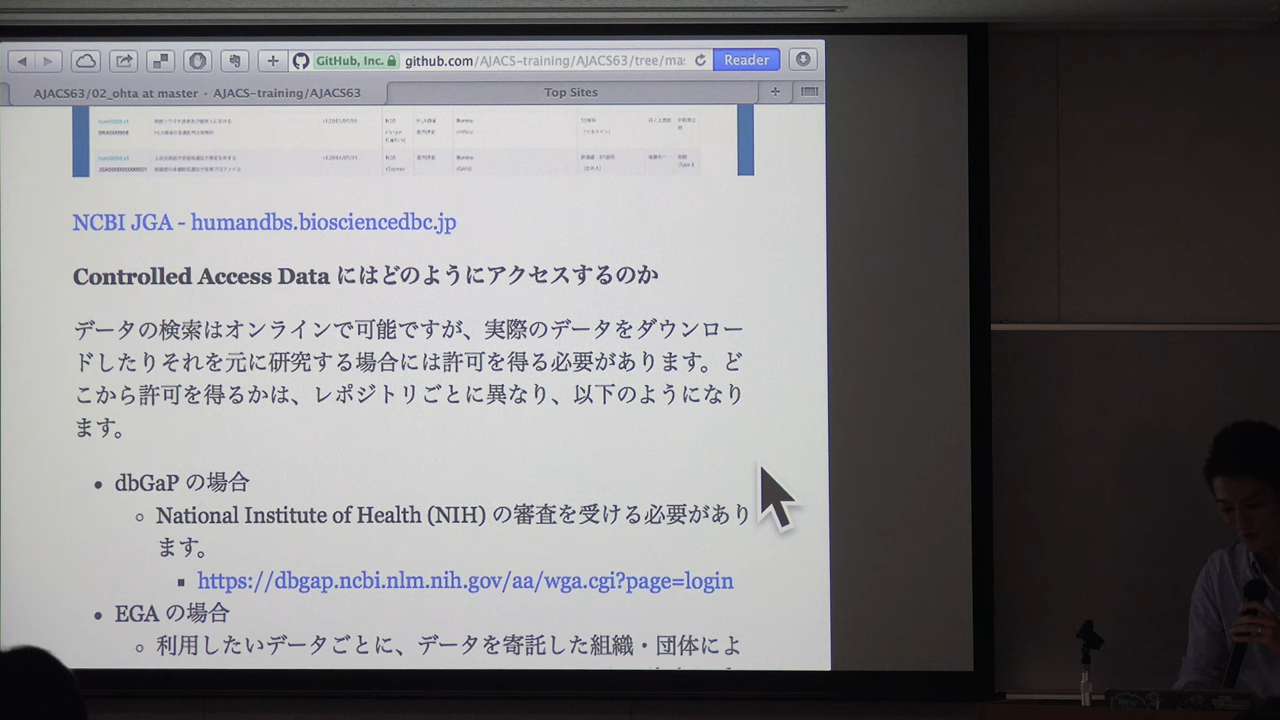 GitHub, Inc.
github.com/AJACS-training/AJACS63/tree/mas
Reader
AJACS63/02_ohta at master · AJACS-training/AJACS63
Top Sites
NCBI JGA - humandbs.biosciencedbc.jp
Controlled Access Data にはどのようにアクセスするのか
データの検索はオンラインで可能ですが、実際のデータをダウンロー
ドしたりそれを元に研究する場合には許可を得る必要があります。ど
こから許可を得るかは、レポジトリごとに異なり、以下のようになり
ます。
• dbGaP の場合
○ National Institute of Health (NIH) の審査を受ける必要があり
ます。
▪ https://dbgap.ncbi.nlm.nih.gov/aa/wga.cgi?page=login
• EGA の場合
○ 利用したいデータごとに、データを寄託した組織・団体によ